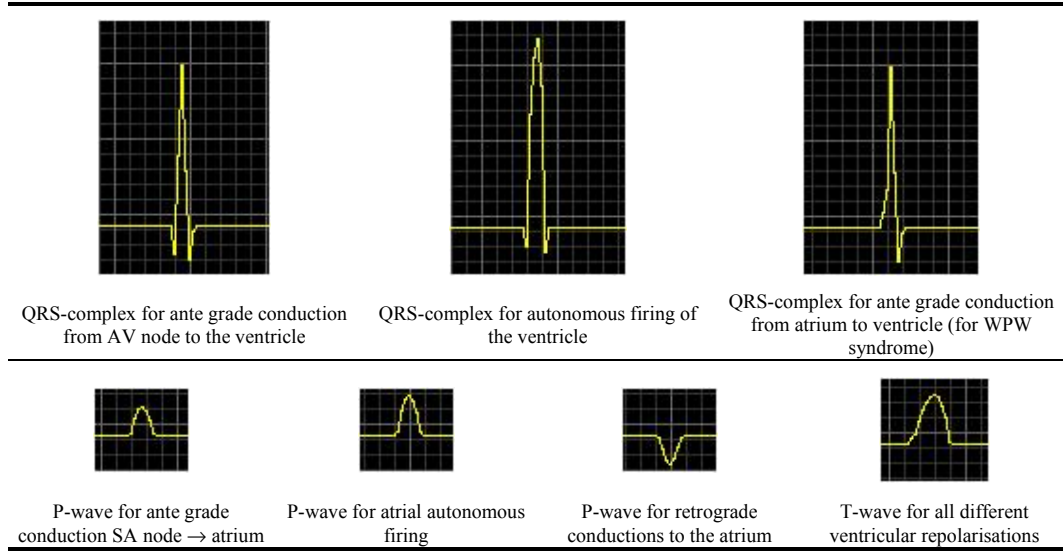 QRS-complex for ante grade conduction
from AV node to the ventricle
QRS-complex for autonomous firing of
the ventricle
QRS-complex for ante grade conduction
from atrium to ventricle (for WPW
syndrome)
P-wave for ante grade
conduction SA node → atrium
P-wave for atrial autonomous
firing
P-wave for retrograde
conductions to the atrium
T-wave for all different
ventricular repolarisations